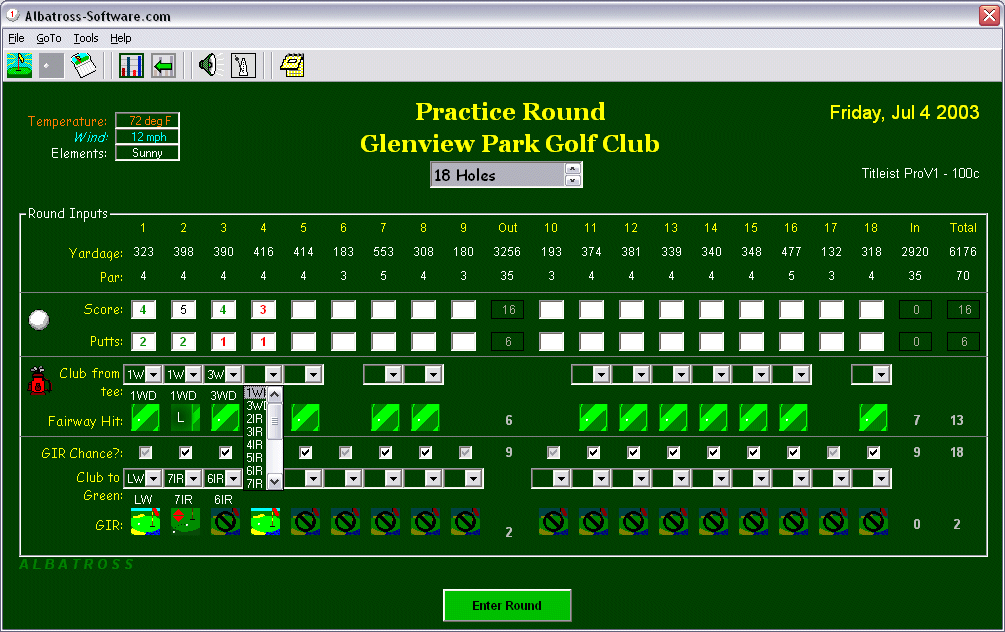 Albatross-Software.com
File GoTo Tools Help
Temperature: 72 deg F
Wind: 12 mph
Elements: Sunny
Practice Round
Glenview Park Golf Club
18 Holes
Friday, Jul 4 2003
Titleist ProV1 - 100c
Round Inputs
1 2 3 4 5 6 7 8 9 Out 10 11 12 13 14 15 16 17 18 In Total
Yardage: 323 398 390 416 414 183 553 308 180 3256 193 374 381 339 340 348 477 132 318 2920 6176
Par: 4 4 4 4 4 3 5 4 3 35 3 4 4 4 4 4 5 3 4 35 70
Score: 4 5 4 3 16 0 16
Putts: 2 2 1 1 6 0 6
Club from tee: 1W 1W 3W
1WD 1WD 3WD
1WD
3WD
2IR
3IR
4IR
5IR
6IR
7IR
Fairway Hit: L 6 7 13
GIR Chance?: 9 9 18
Club to Green: LW 7IR 6IR
LW 7IR 6IR
GIR: 2 0 2
ALBATROSS
Enter Round